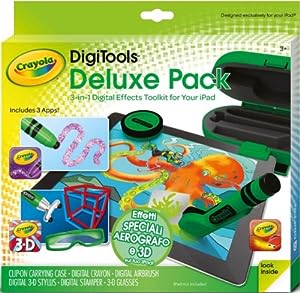 Designed exclusively for your iPad!
Crayola
DigiTools
Deluxe Pack
3-in-1 Digital Effects Toolkit for Your iPad
3+
Includes 3 Apps!
Crayola
Effetti
SPECIALI
AEROGRAFO
e 3D
3-D
look
inside
CLIP-ON CARRYING CASE · DIGITAL CRAYON · DIGITAL AIRBRUSH
DIGITAL 3-D STYLUS · DIGITAL STAMPER · 3-D GLASSES